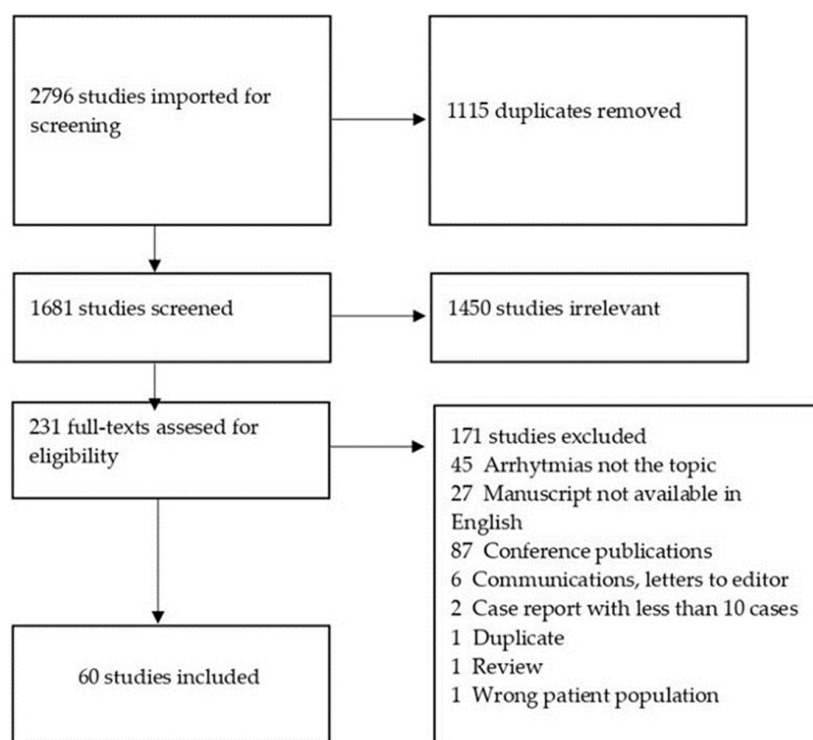 2796 studies imported for
screening
1115 duplicates removed
1681 studies screened
1450 studies irrelevant
231 full-texts assesed for
eligibility
171 studies excluded
45 Arrhytmias not the topic
27 Manuscript not available in
English
87 Conference publications
6 Communications, letters to editor
2 Case report with less than 10 cases
1 Duplicate
1 Review
1 Wrong patient population
60 studies included